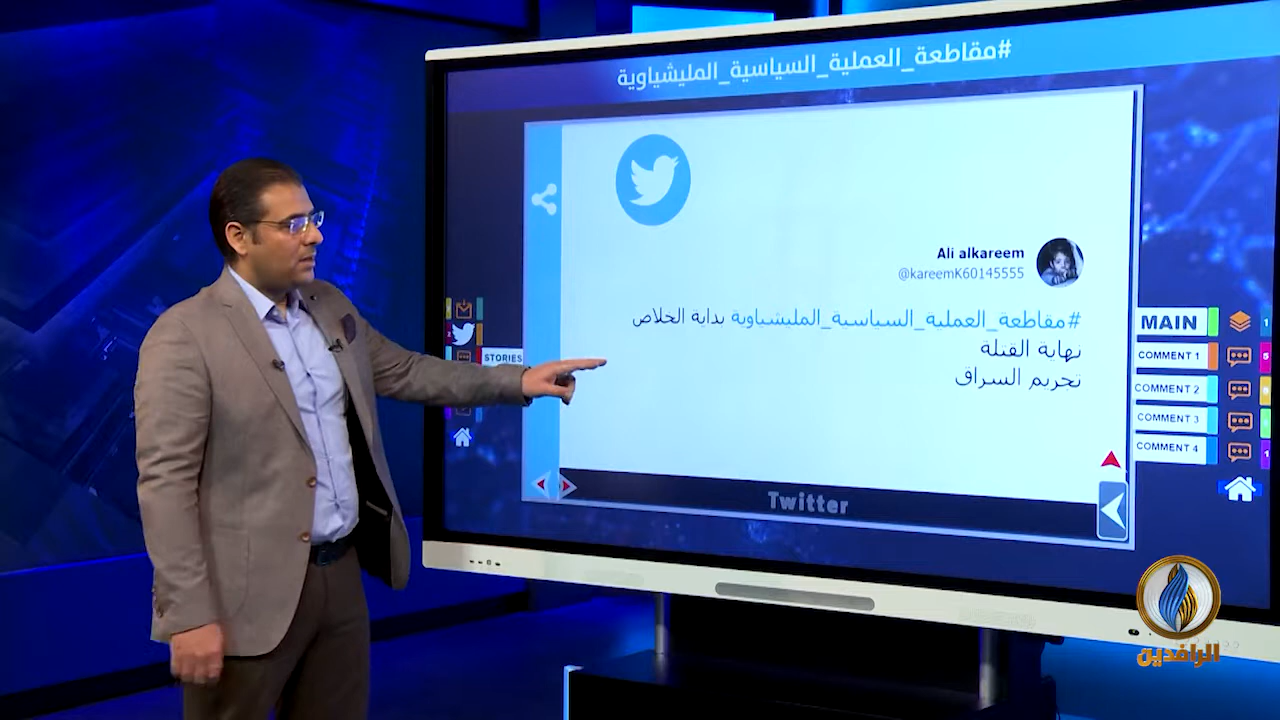 #مقاطعة_العملية_السياسية_المليشياوية
Ali alkareem
@kareemK60145555
#مقاطعة_العملية_السياسية_المليشياوية بداية الخلاص
نهاية القتلة
تجريم السراق
STORIES
MAIN
COMMENT 1
COMMENT 2
COMMENT 3
COMMENT 4
Twitter
الرافدين